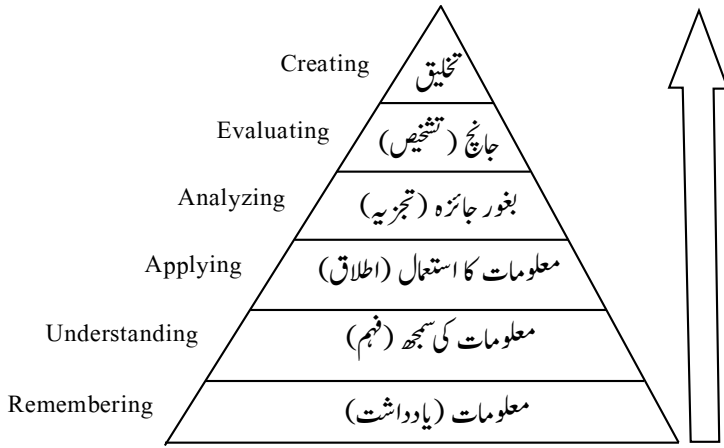 Creating
تخلیق
Evaluating
جانچ (تشخیص)
Analyzing
بغور جائزہ (تجزیہ)
Applying
معلومات کا استعمال (اطلاق)
Understanding
معلومات کی سمجھ (فہم)
Remembering
معلومات (یادداشت)